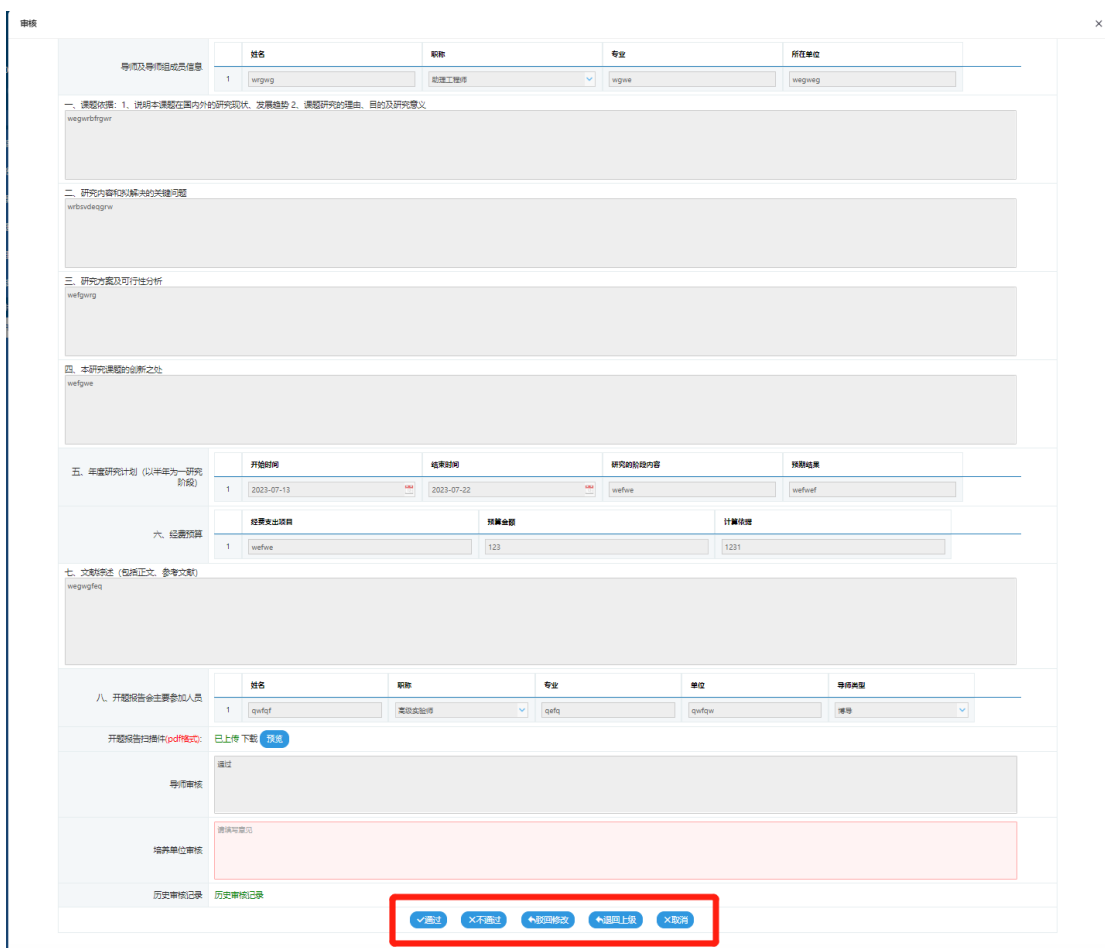 审核 ×
姓名 职称 专业 所在单位
导师及导师组成员信息
1 wrgwg 助理工程师 wgwe wegweg
一、课题依据：1、说明本课题在国内外的研究现状、发展趋势 2、课题研究的理由、目的及研究意义
wegwrbfrgwr
二、研究内容和拟解决的关键问题
wrbsvdeqgrw
三、研究方案及可行性分析
wefgwrg
四、本研究课题的创新之处
wefgwe
开始时间 结束时间 研究的阶段内容 预期结果
五、年度研究计划（以半年为一研究
阶段）
1 2023-07-13 2023-07-22 wefwe wefwef
经费支出项目 预算金额 计算依据
六、经费预算
1 wefwe 123 1231
七、文献综述（包括正文、参考文献）
wegwgfeq
姓名 职称 专业 单位 导师类型
八、开题报告会主要参加人员
1 qwfqf 高级实验师 qefq qwfqw 博导
开题报告扫描件(pdf格式): 已上传 下载 预览
通过
导师审核
请填写意见
培养单位审核
历史审核记录 历史审核记录
通过 不通过 驳回修改 退回上级 取消